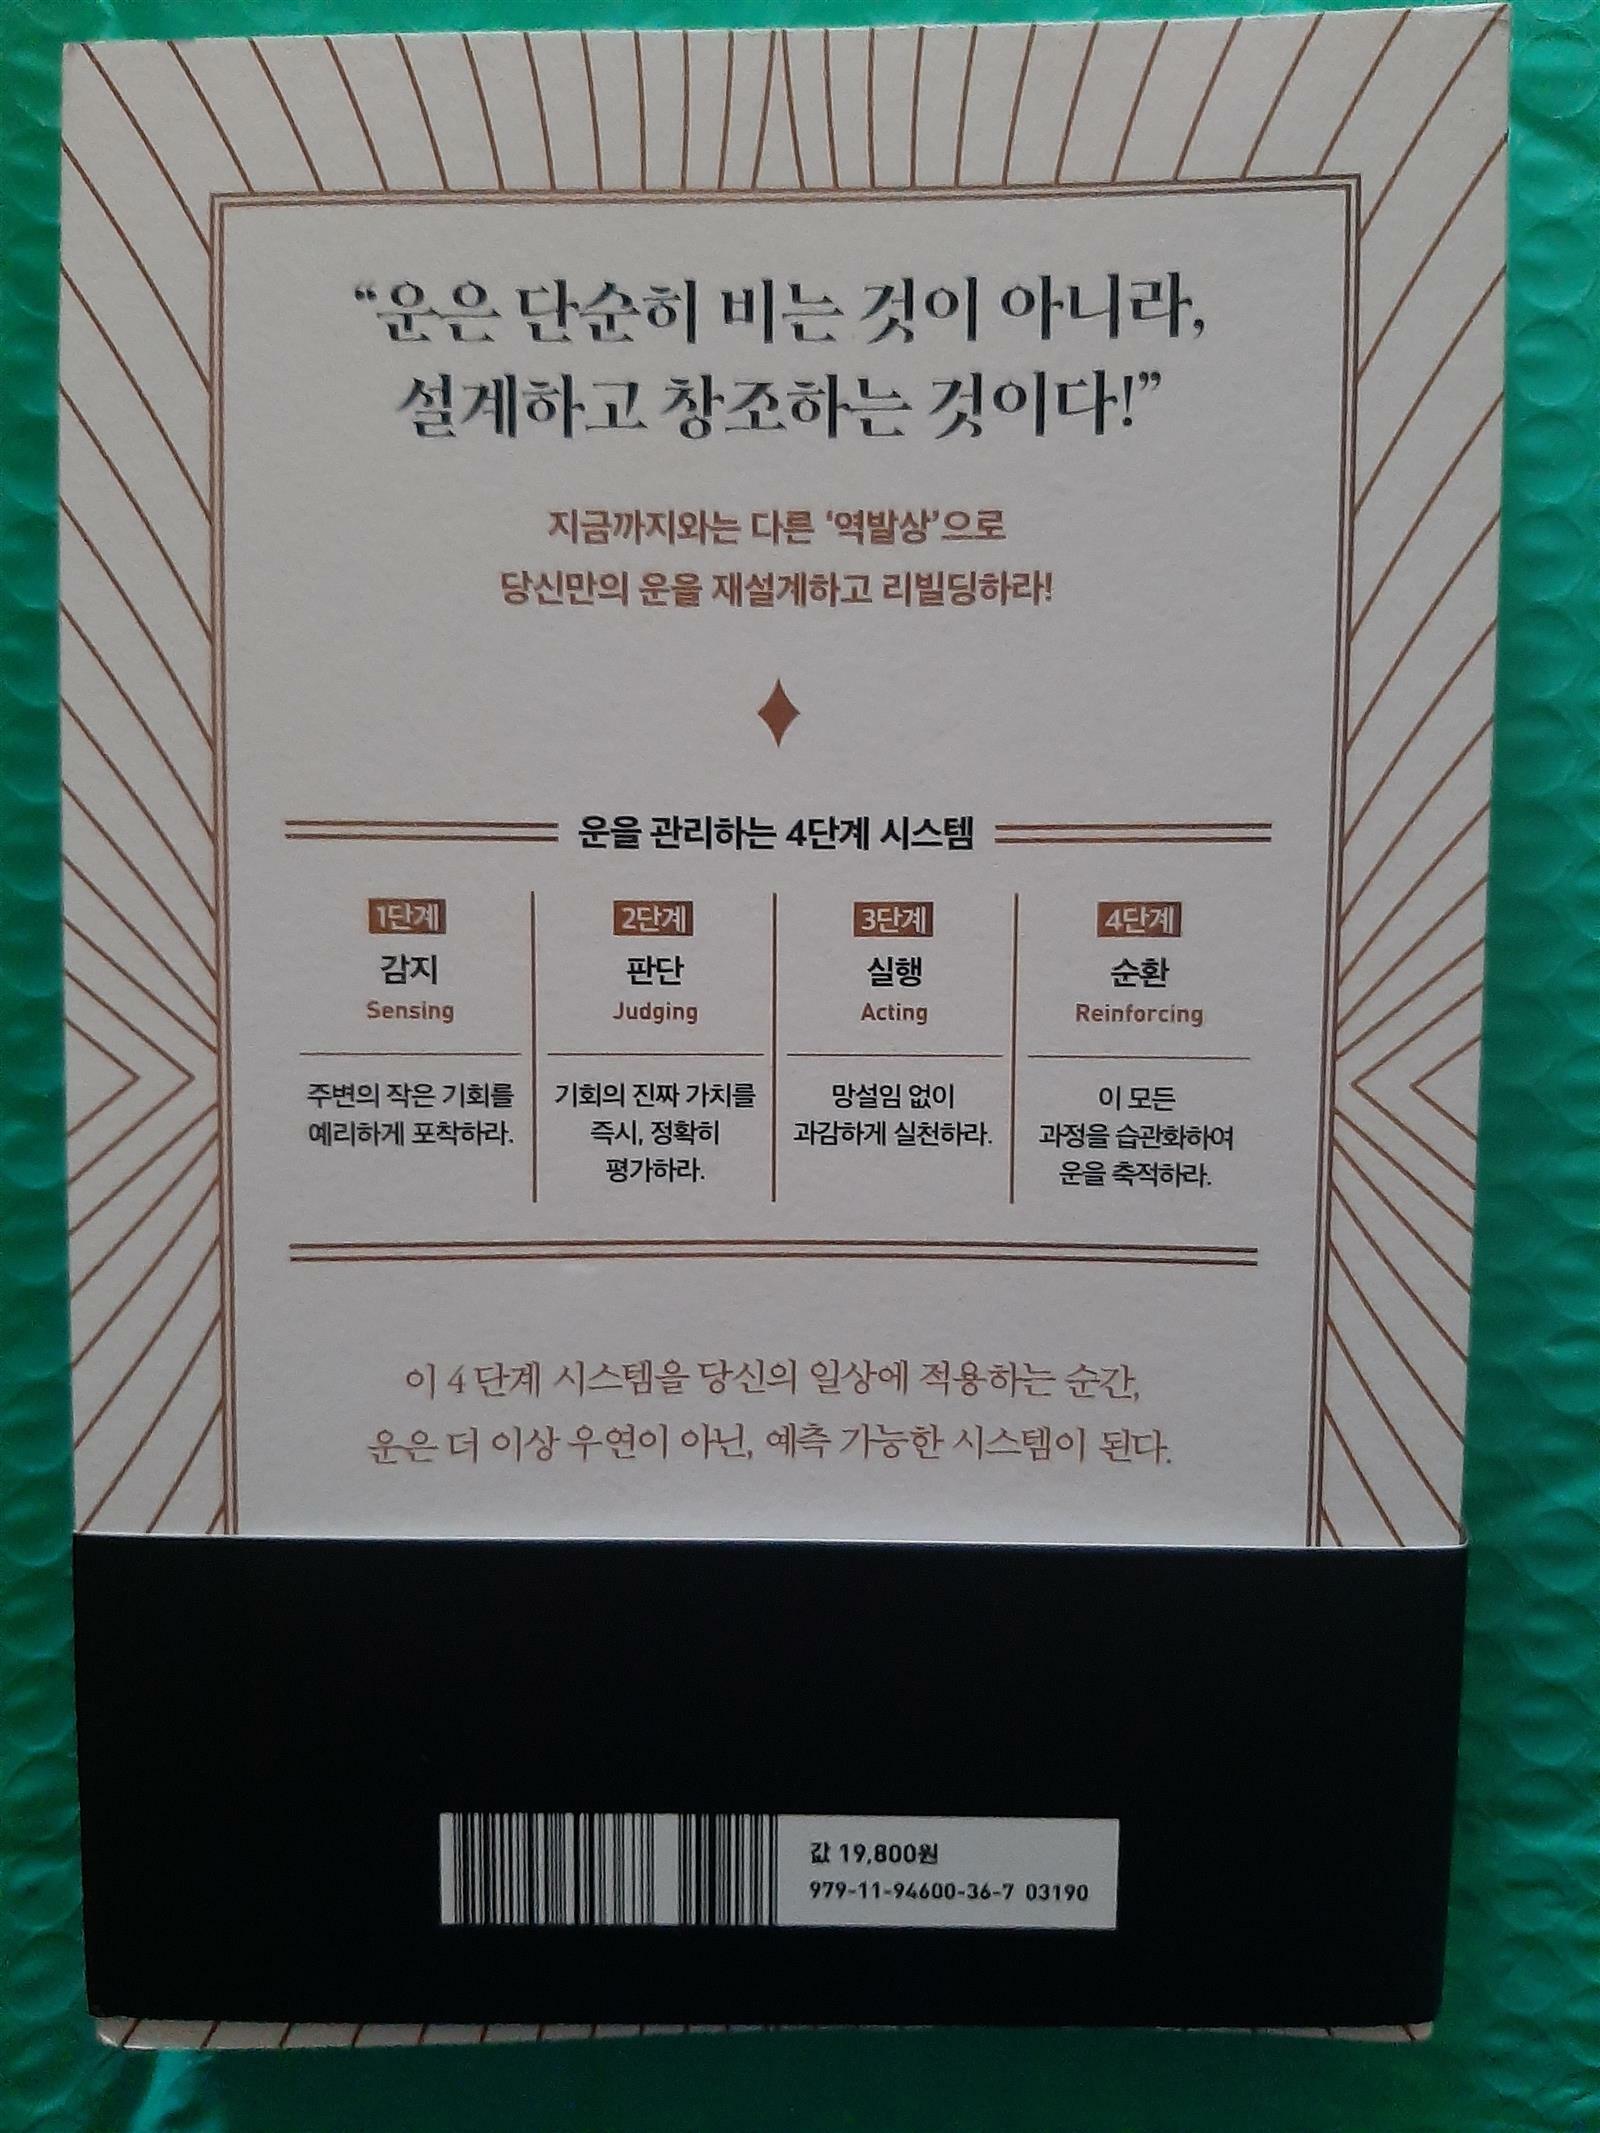 “운은 단순히 비는 것이 아니라,
설계하고 창조하는 것이다!”
지금까지와는 다른 ‘역발상’으로
당신만의 운을 재설계하고 리빌딩하라!
운을 관리하는 4단계 시스템
1단계
감지
Sensing
주변의 작은 기회를
예리하게 포착하라.
2단계
판단
Judging
기회의 진짜 가치를
즉시, 정확히
평가하라.
3단계
실행
Acting
망설임 없이
과감하게 실천하라.
4단계
순환
Reinforcing
이 모든
과정을 습관화하여
운을 축적하라.
이 4단계 시스템을 당신의 일상에 적용하는 순간,
운은 더 이상 우연이 아닌, 예측 가능한 시스템이 된다.
값 19,800원
979-11-94600-36-7 03190